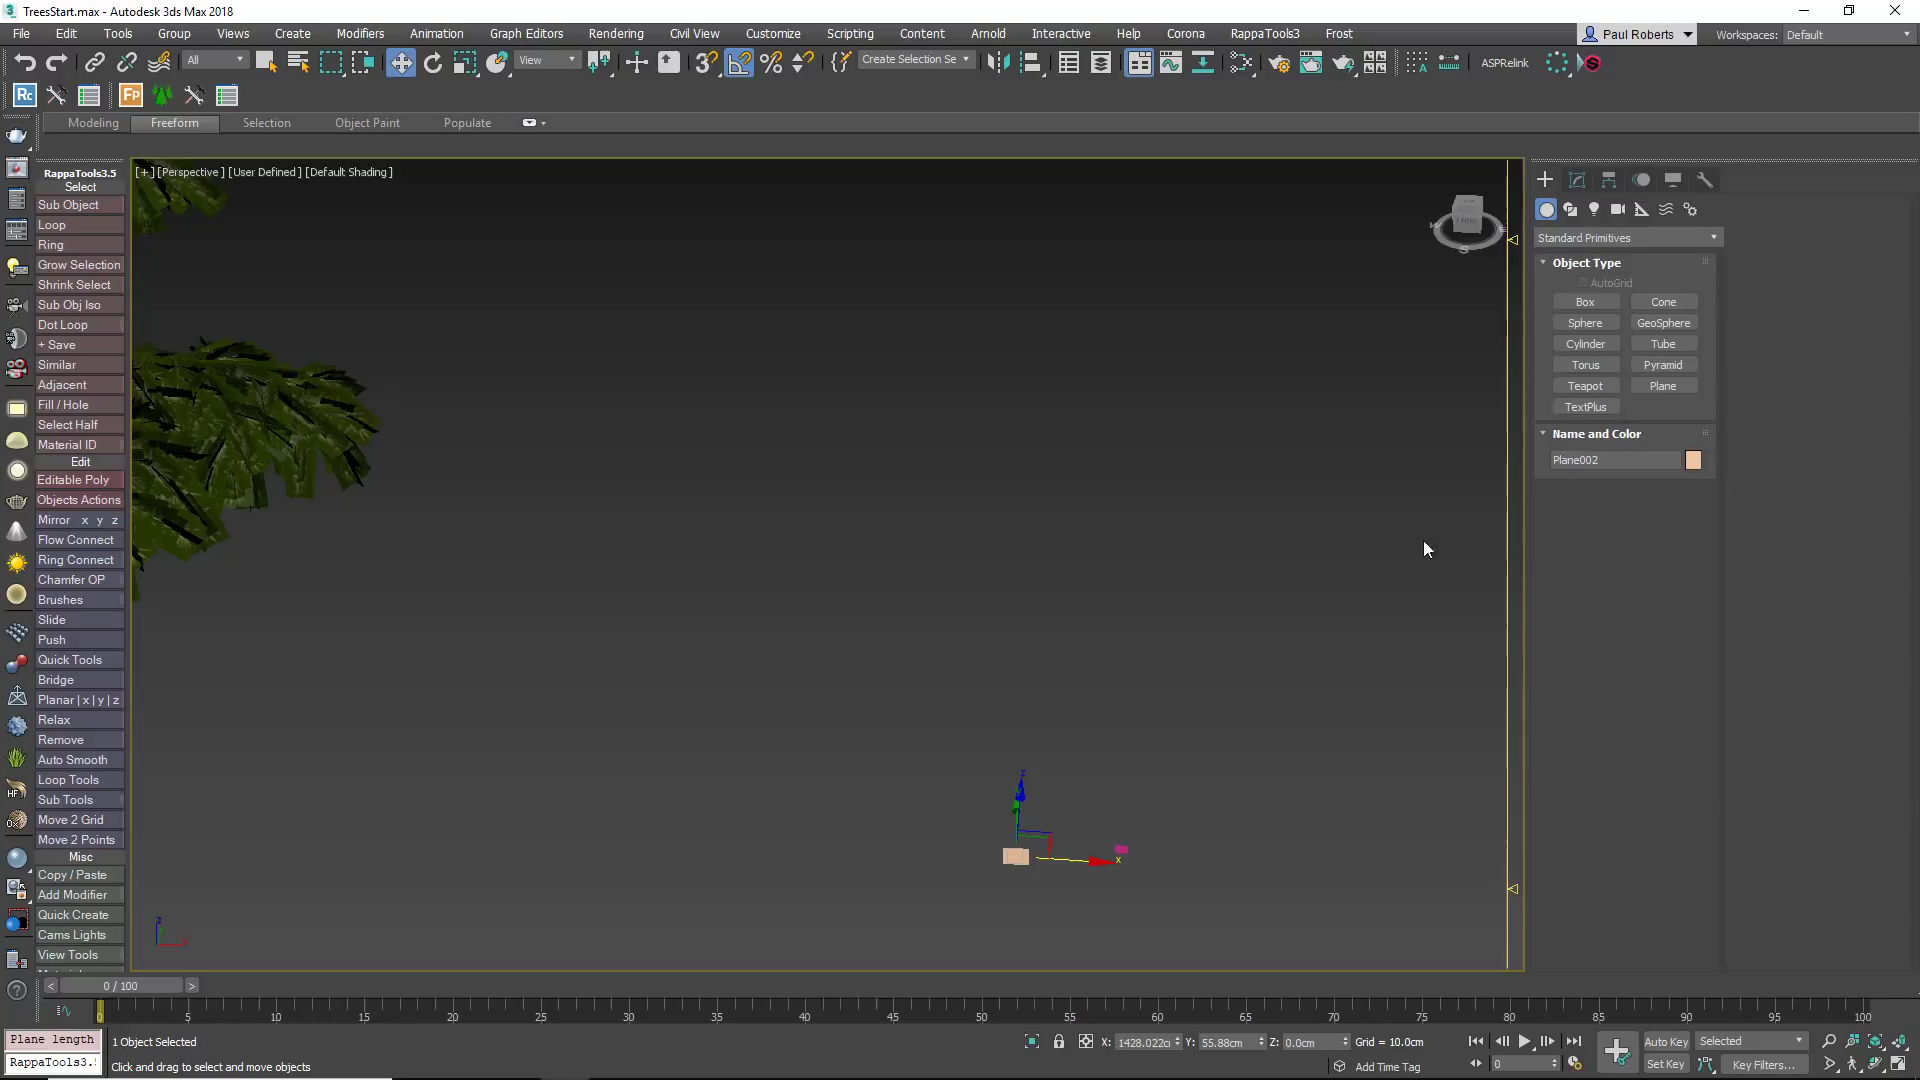 TreesStart.max - Autodesk 3ds Max 2018
File Edit Tools Group Views Create Modifiers Animation Graph Editors Rendering Civil View Customize Scripting Content Arnold Interactive Help Corona RappaTools3 Frost Paul Roberts Workspaces: Default
All View Create Selection Se ASPRelink
Rc Fp
Modeling Freeform Selection Object Paint Populate
[+] [Perspective] [User Defined] [Default Shading]
RappaTools3.5
Select
Sub Object
Loop
Ring
Grow Selection
Shrink Select
Sub Obj Iso
Dot Loop
+ Save
Similar
Adjacent
Fill / Hole
Select Half
Material ID
Edit
Editable Poly
Objects Actions
Mirror x y z
Flow Connect
Ring Connect
Chamfer OP
Brushes
Slide
Push
Quick Tools
Bridge
Planar | x | y | z
Relax
Remove
Auto Smooth
Loop Tools
Sub Tools
Move 2 Grid
Move 2 Points
Misc
Copy / Paste
Add Modifier
Quick Create
Cams Lights
View Tools
HF
FRONT
S
z
x
z
Standard Primitives
Object Type
AutoGrid
Box Cone
Sphere GeoSphere
Cylinder Tube
Torus Pyramid
Teapot Plane
TextPlus
Name and Color
Plane002
< 0 / 100 >
0 5 10 15 20 25 30 35 40 45 50 55 60 65 70 75 80 85 90 95 100
Plane length
RappaTools3.5
1 Object Selected
Click and drag to select and move objects
X: 1428.022c Y: 55.88cm Z: 0.0cm Grid = 10.0cm
Add Time Tag
0
Auto Key Selected
Set Key Key Filters...